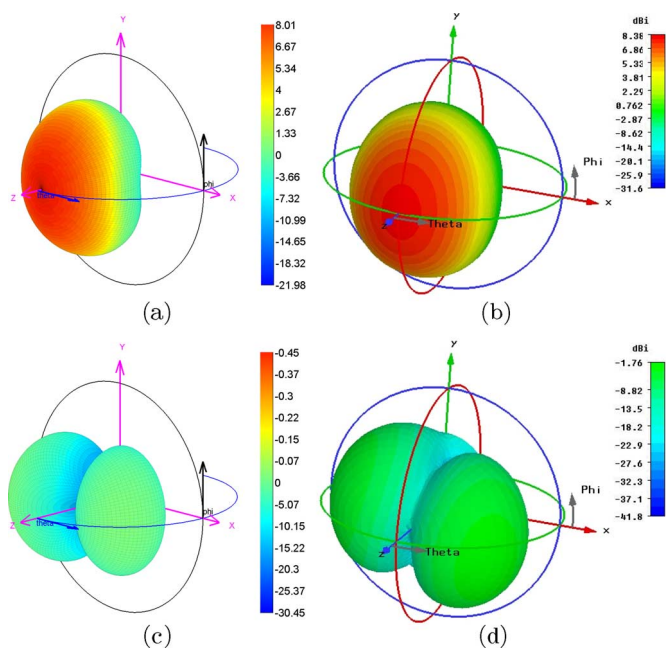 Y
Z
theta
phi
X
8.01
6.67
5.34
4
2.67
1.33
0
-3.66
-7.32
-10.99
-14.65
-18.32
-21.98
(a)
y
z
Theta
Phi
x
dBi
8.38
6.86
5.33
3.81
2.29
0.762
-2.87
-8.62
-14.4
-20.1
-25.9
-31.6
(b)
Y
Z
theta
phi
X
-0.45
-0.37
-0.3
-0.22
-0.15
-0.07
0
-5.07
-10.15
-15.22
-20.3
-25.37
-30.45
(c)
y
z
Theta
Phi
x
dBi
-1.76
-8.82
-13.5
-18.2
-22.9
-27.6
-32.3
-37.1
-41.8
(d)